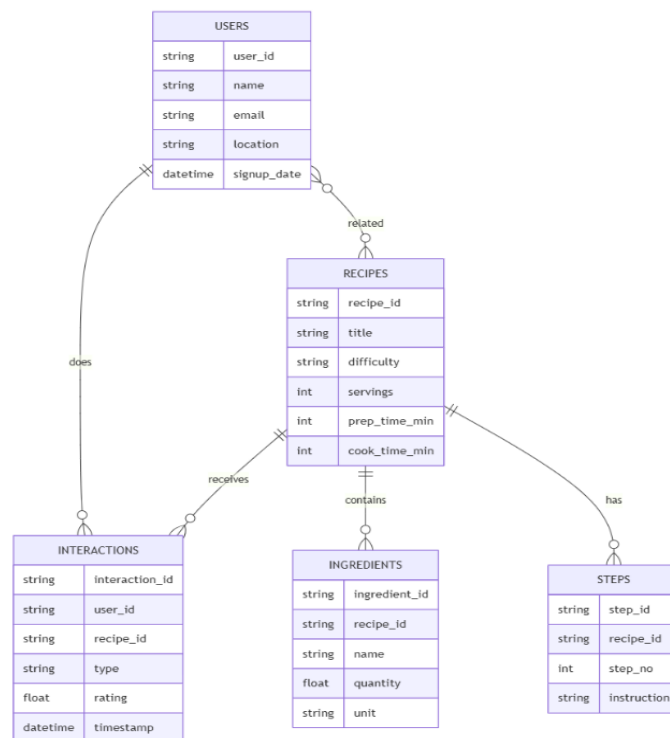 USERS
string user_id
string name
string email
string location
datetime signup_date
related
RECIPES
string recipe_id
string title
string difficulty
int servings
int prep_time_min
int cook_time_min
does
receives
contains
has
INTERACTIONS
string interaction_id
string user_id
string recipe_id
string type
float rating
datetime timestamp
INGREDIENTS
string ingredient_id
string recipe_id
string name
float quantity
string unit
STEPS
string step_id
string recipe_id
int step_no
string instruction